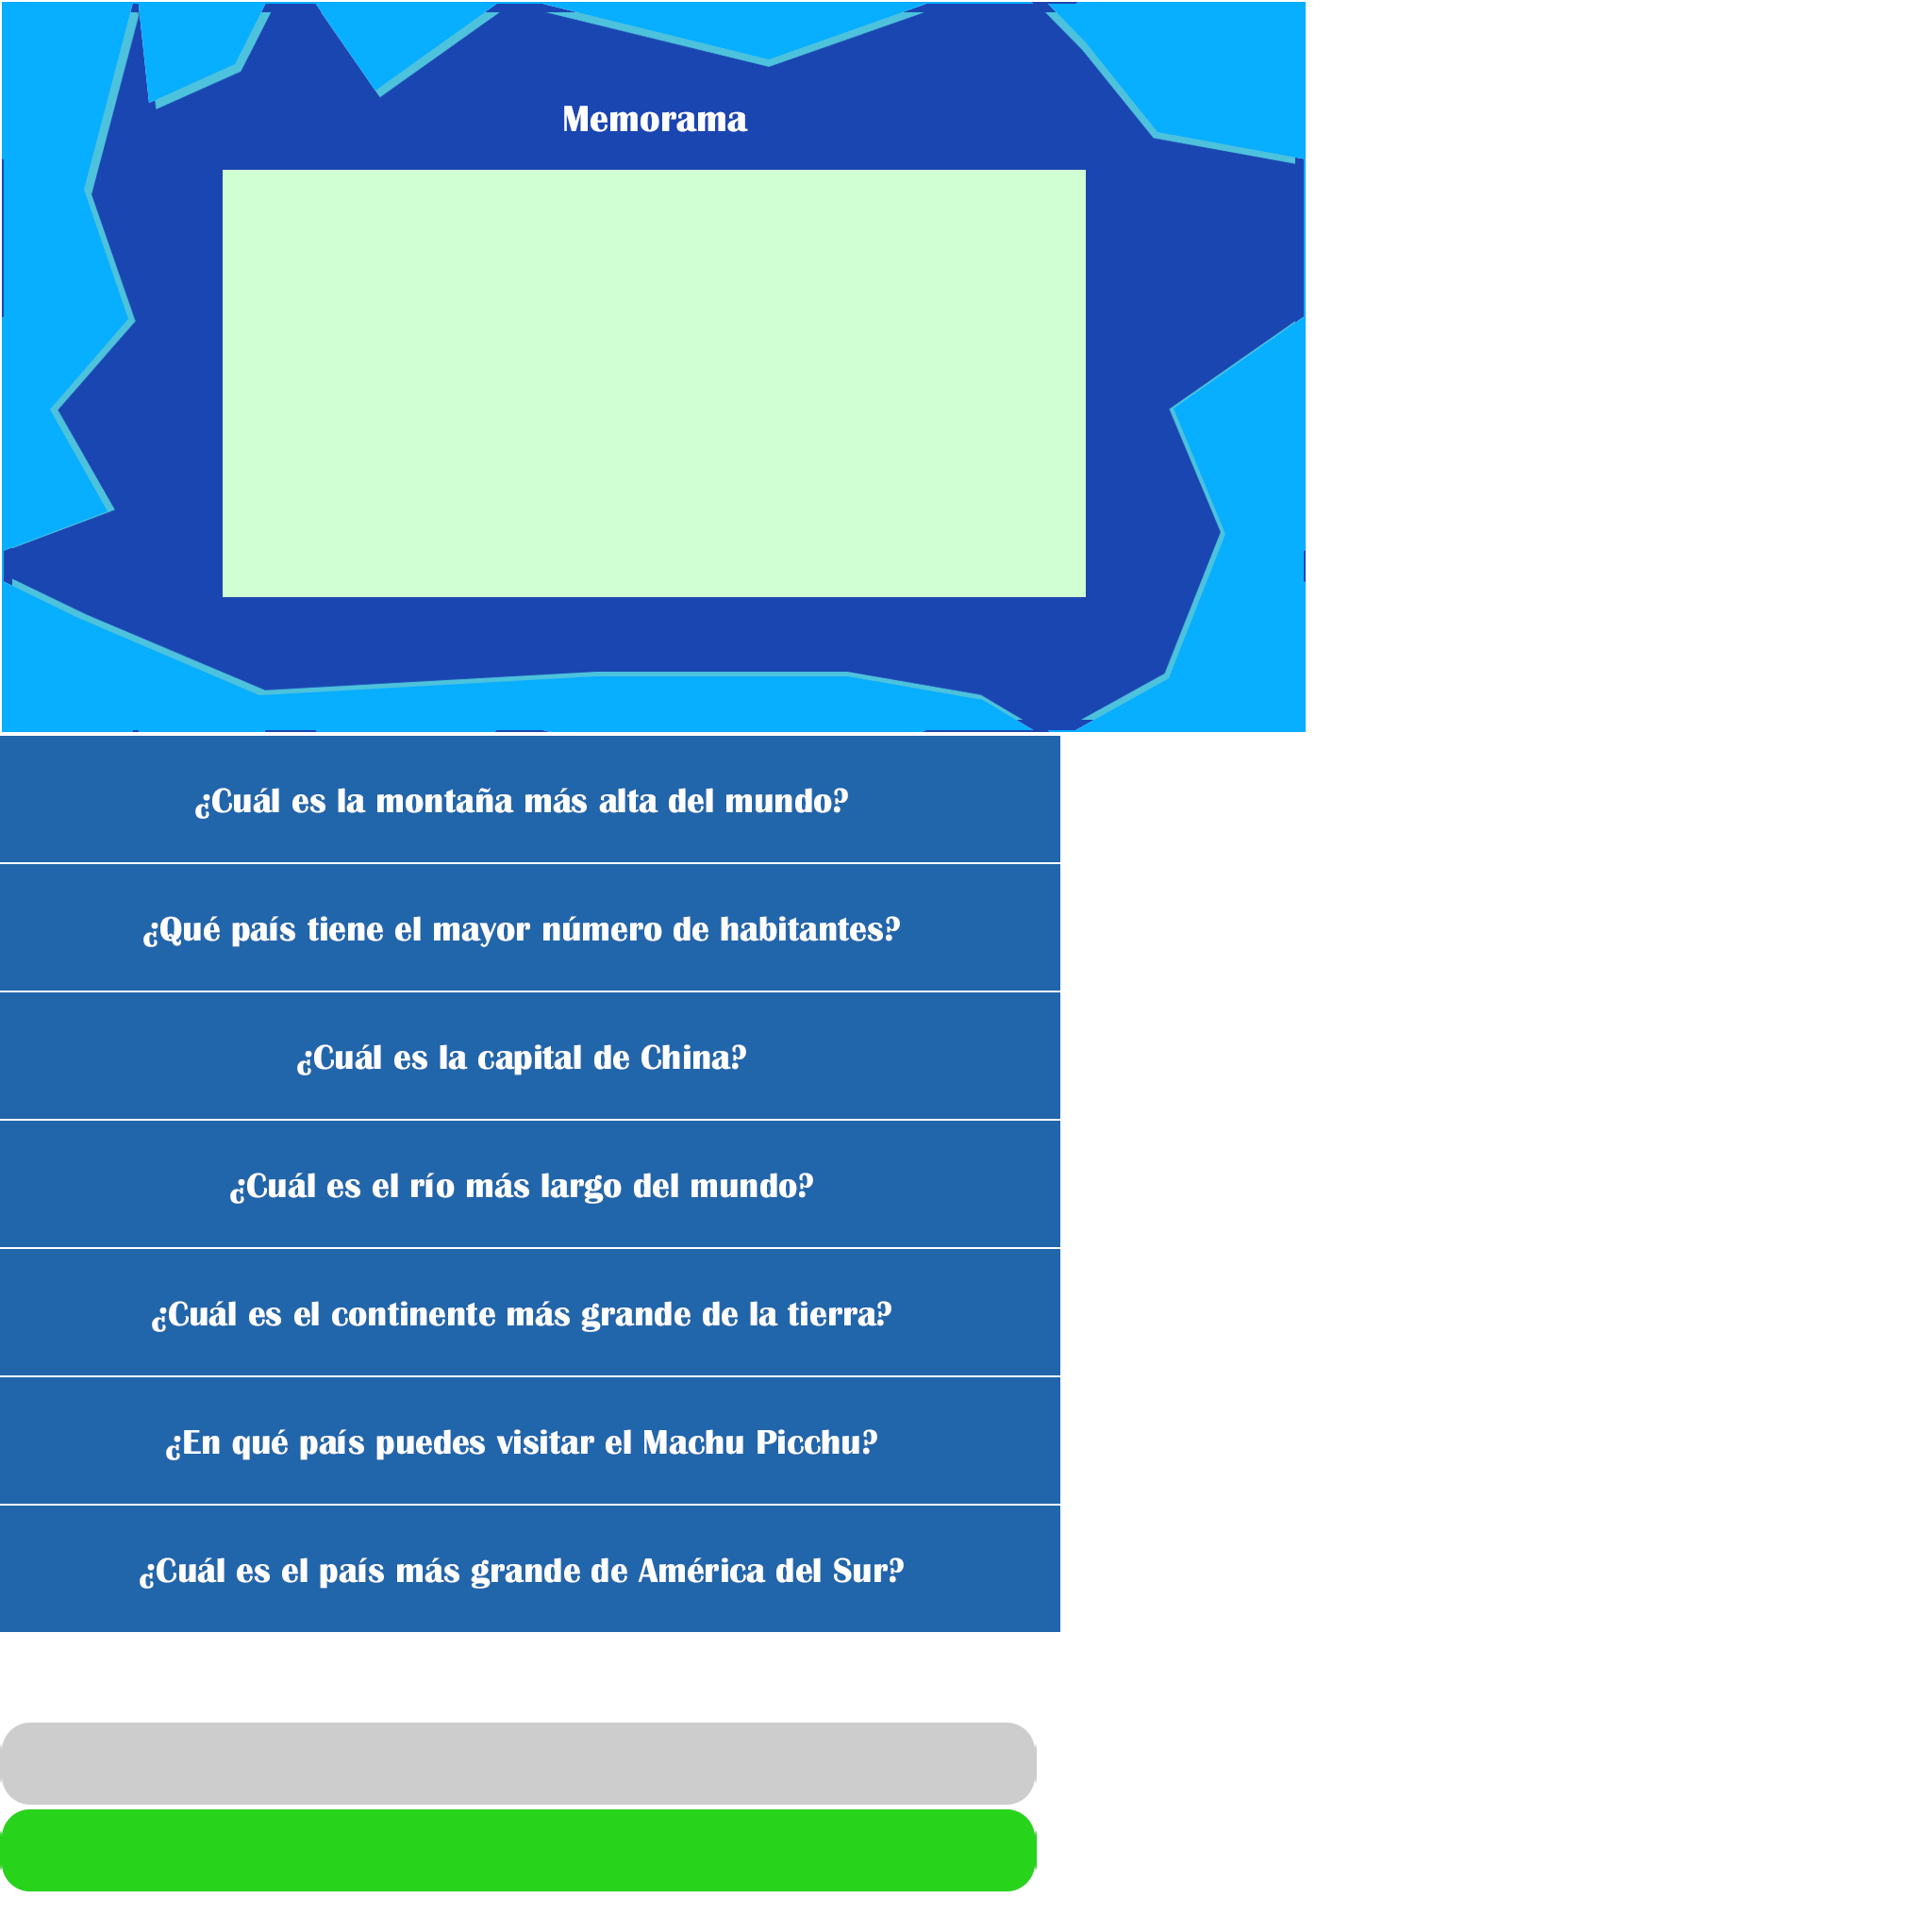 Memorama
¿Cuál es la montaña más alta del mundo?
¿Qué país tiene el mayor número de habitantes?
¿Cuál es la capital de China?
¿Cuál es el río más largo del mundo?
¿Cuál es el continente más grande de la tierra?
¿En qué país puedes visitar el Machu Picchu?
¿Cuál es el país más grande de América del Sur?